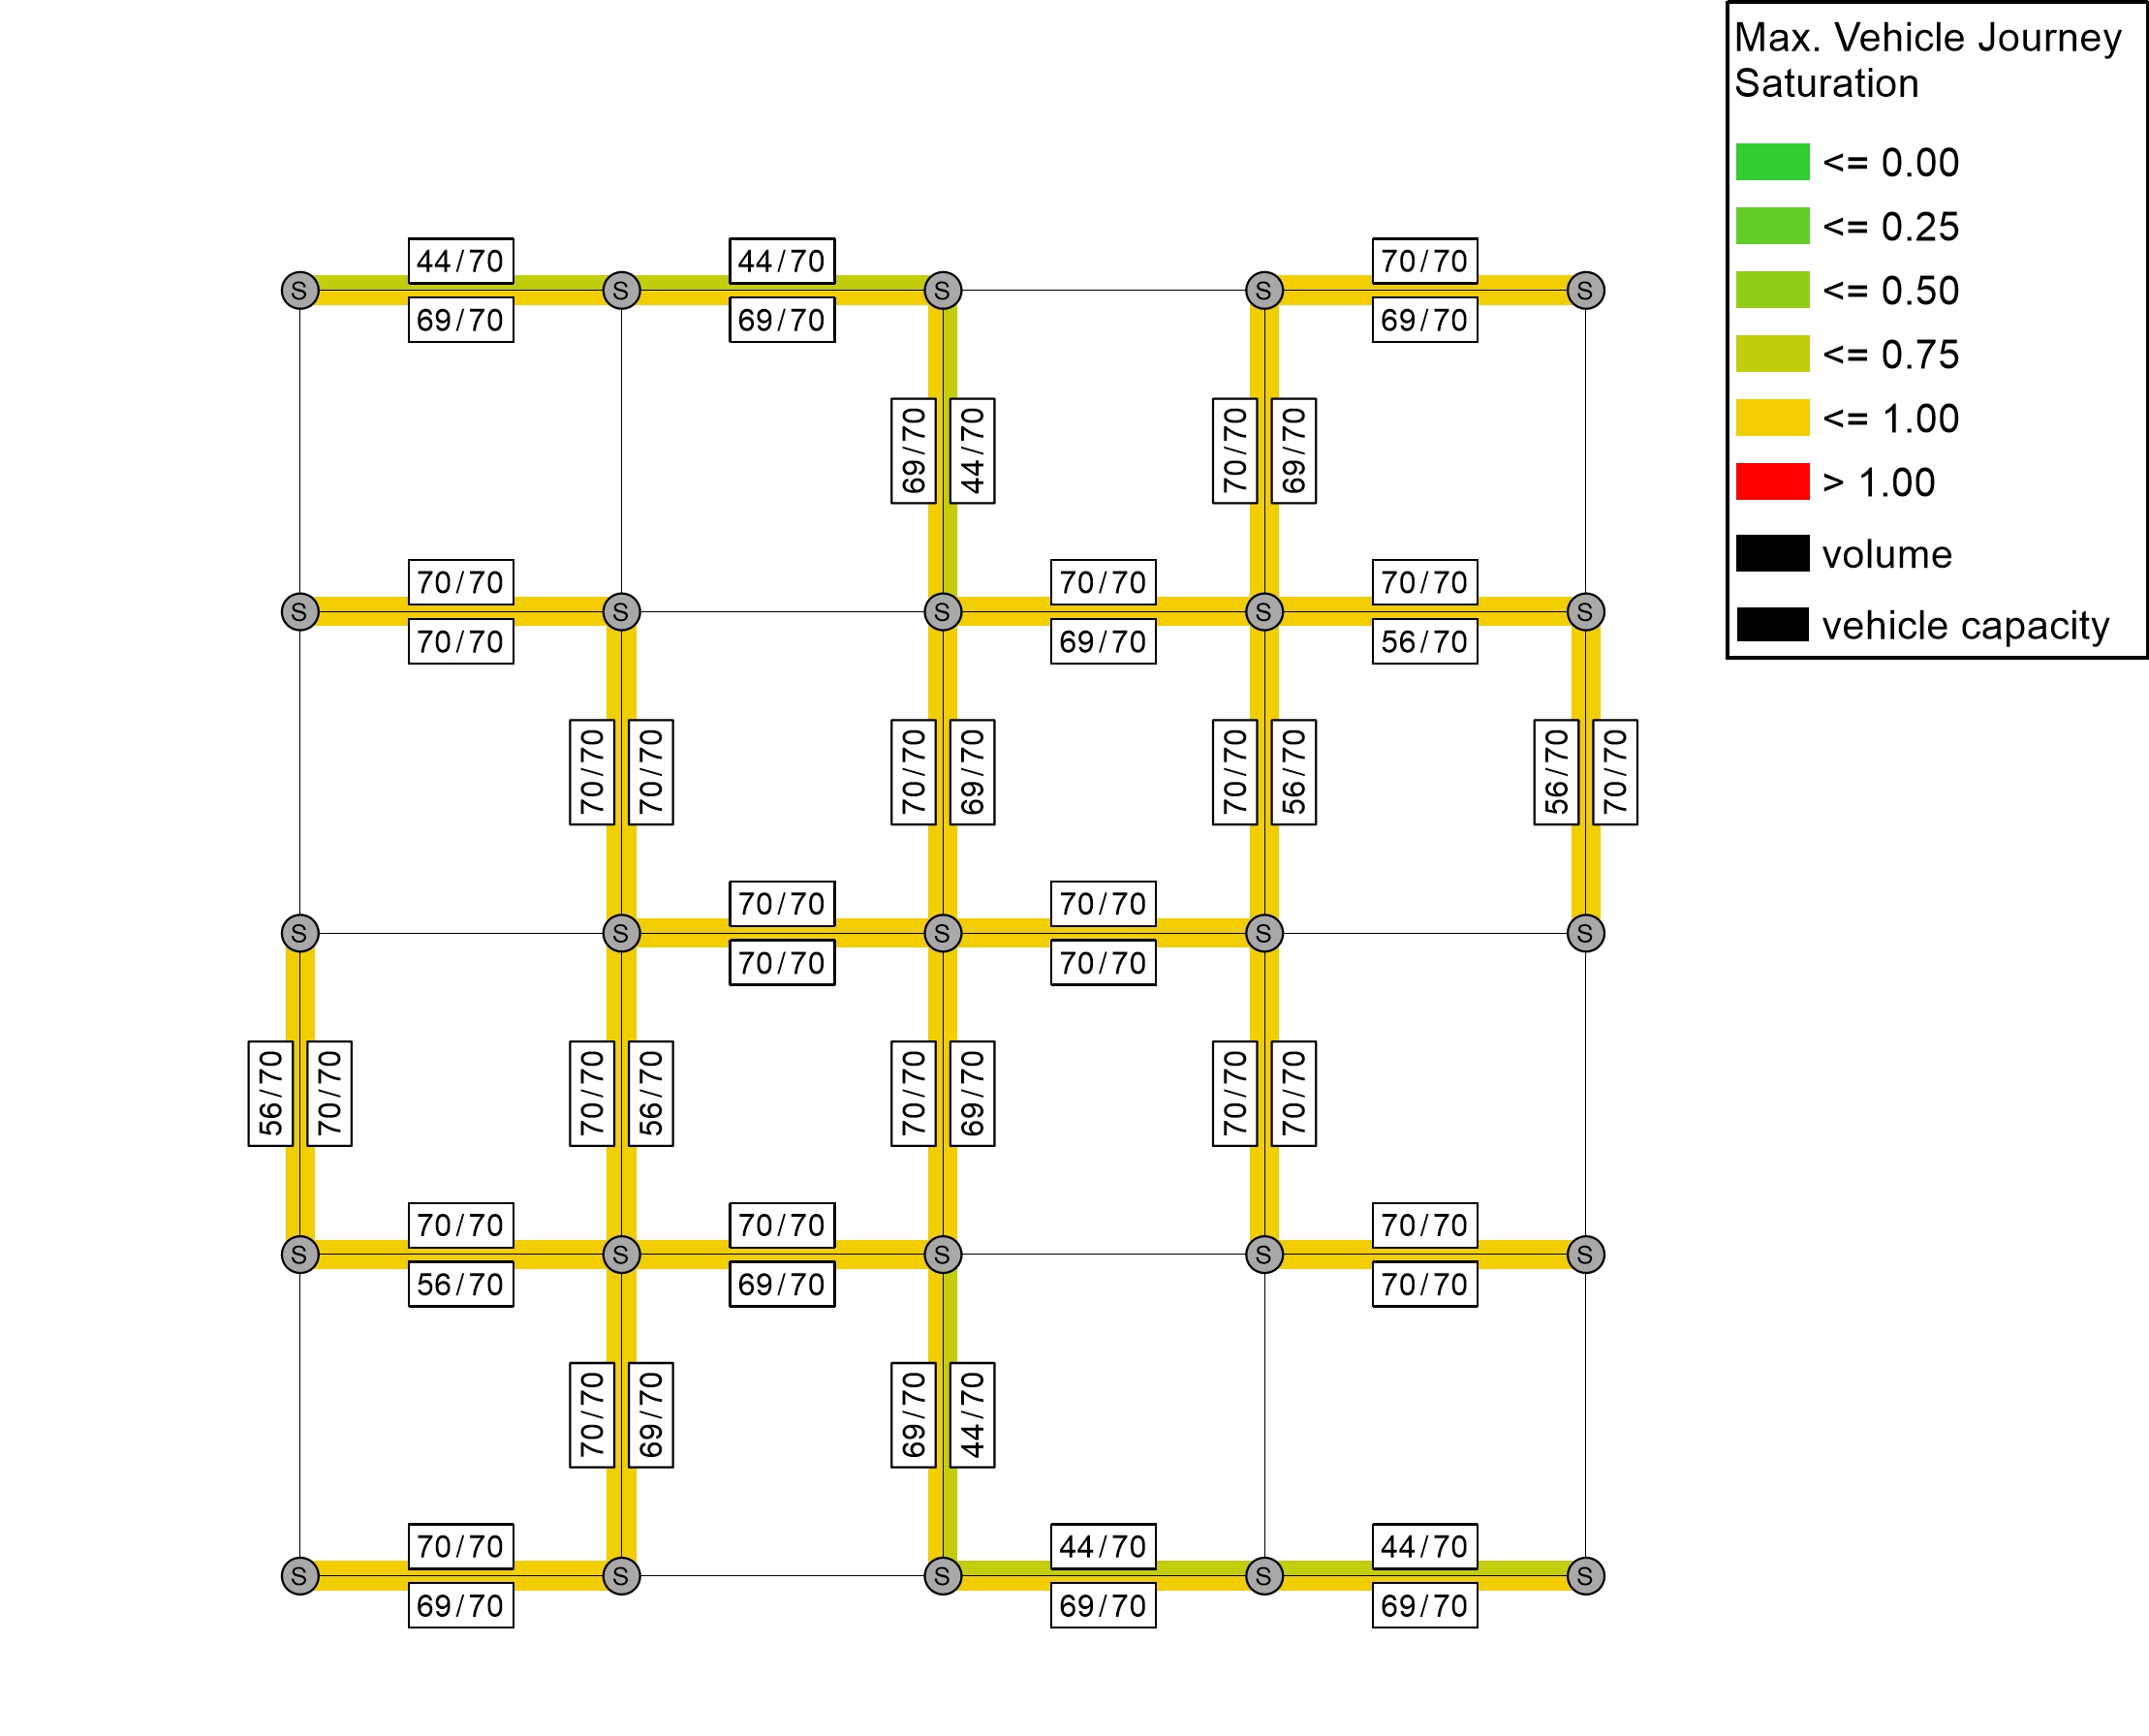 Max. Vehicle Journey
Saturation
<= 0.00
<= 0.25
<= 0.50
<= 0.75
<= 1.00
> 1.00
volume
vehicle capacity
44/70 44/70 70/70
S S S S S
69/70 69/70 69/70
69/70 44/70 70/70 69/70
70/70 70/70 70/70
S S S S S
70/70 69/70 56/70
70/70 70/70 70/70 69/70 70/70 56/70 56/70 70/70
70/70 70/70
S S S S S
70/70 70/70
56/70 70/70 70/70 56/70 70/70 69/70 70/70 70/70
70/70 70/70 70/70
S S S S S
56/70 69/70 70/70
70/70 69/70 69/70 44/70
70/70 44/70 44/70
S S S S S
69/70 69/70 69/70